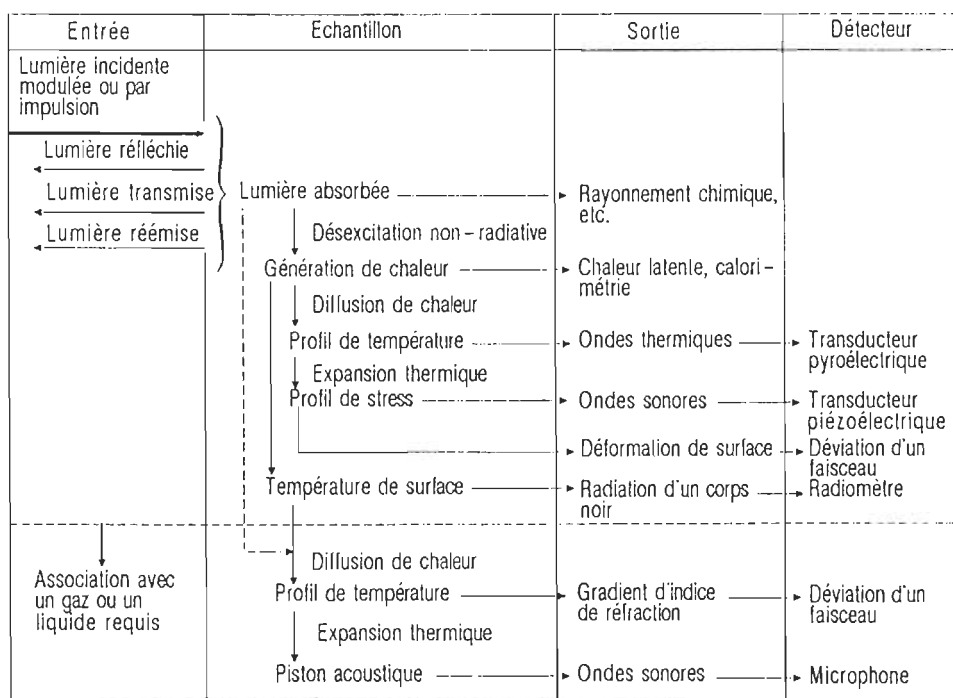 Entrée
Echantillon
Sortie
Détecteur
Lumière incidente
modulée ou par
impulsion
Lumière réfléchie
Lumière transmise
Lumière réémise
Lumière absorbée
Rayonnement chimique,
etc.
Désexcitation non-radiative
Génération de chaleur
Chaleur latente, calori-
métrie
Diffusion de chaleur
Profil de température
Ondes thermiques
Transducteur
pyroélectrique
Expansion thermique
Profil de stress
Ondes sonores
Transducteur
piézoélectrique
Déformation de surface
Déviation d'un
faisceau
Température de surface
Radiation d'un corps
noir
Radiomètre
Association avec
un gaz ou un
liquide requis
Diffusion de chaleur
Profil de température
Gradient d'indice
de réfraction
Déviation d'un
faisceau
Expansion thermique
Piston acoustique
Ondes sonores
Microphone